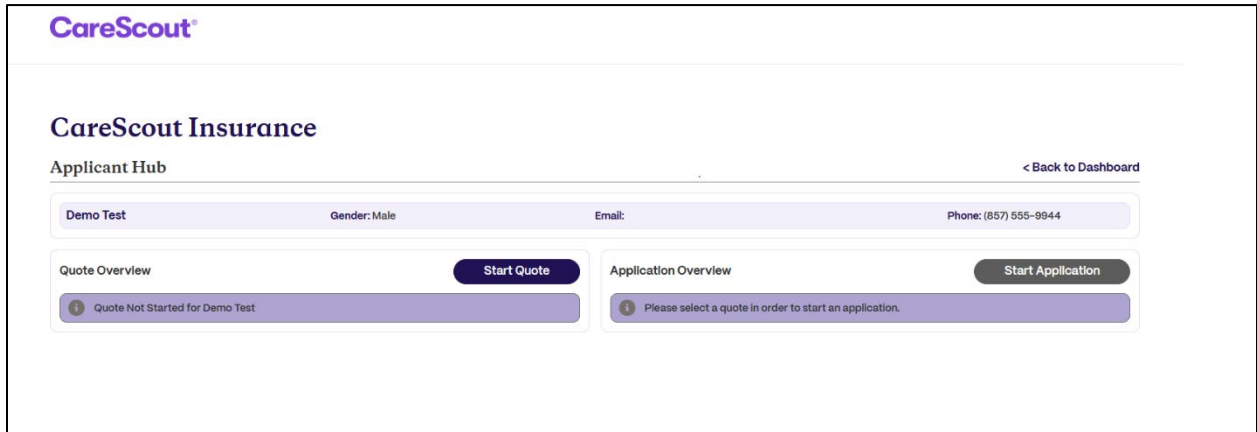 CareScout®
CareScout Insurance
Applicant Hub
< Back to Dashboard
Demo Test Gender: Male Email: Phone: (857) 555-9944
Quote Overview Start Quote
Quote Not Started for Demo Test
Application Overview Start Application
Please select a quote in order to start an application.